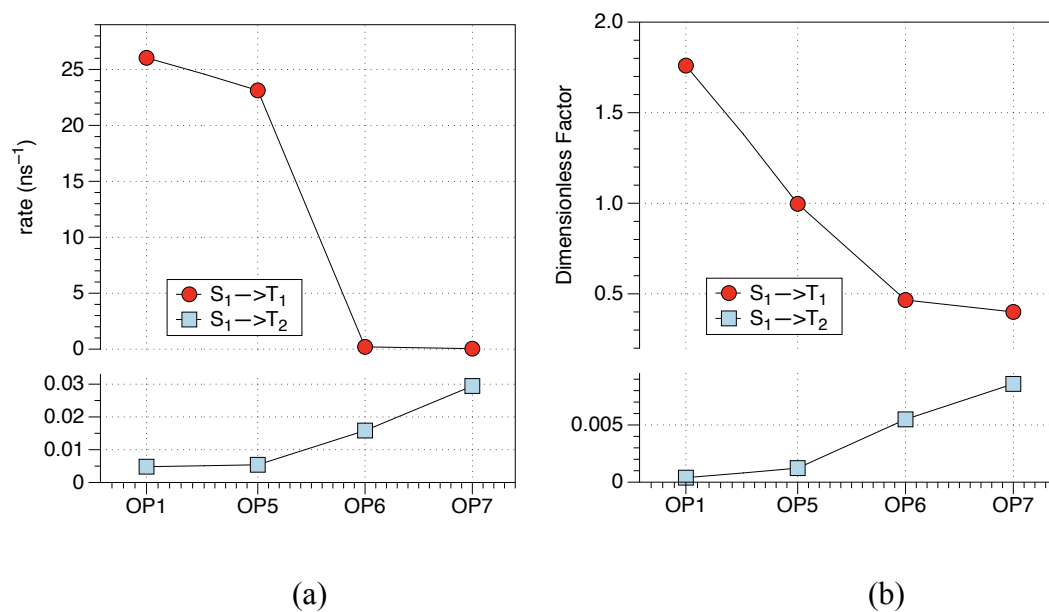 rate (ns⁻¹)
25
20
15
10
5
0
0.03
0.02
0.01
0
S₁—>T₁
S₁—>T₂
OP1 OP5 OP6 OP7
(a)
Dimensionless Factor
2.0
1.5
1.0
0.5
0.005
0
S₁—>T₁
S₁—>T₂
OP1 OP5 OP6 OP7
(b)